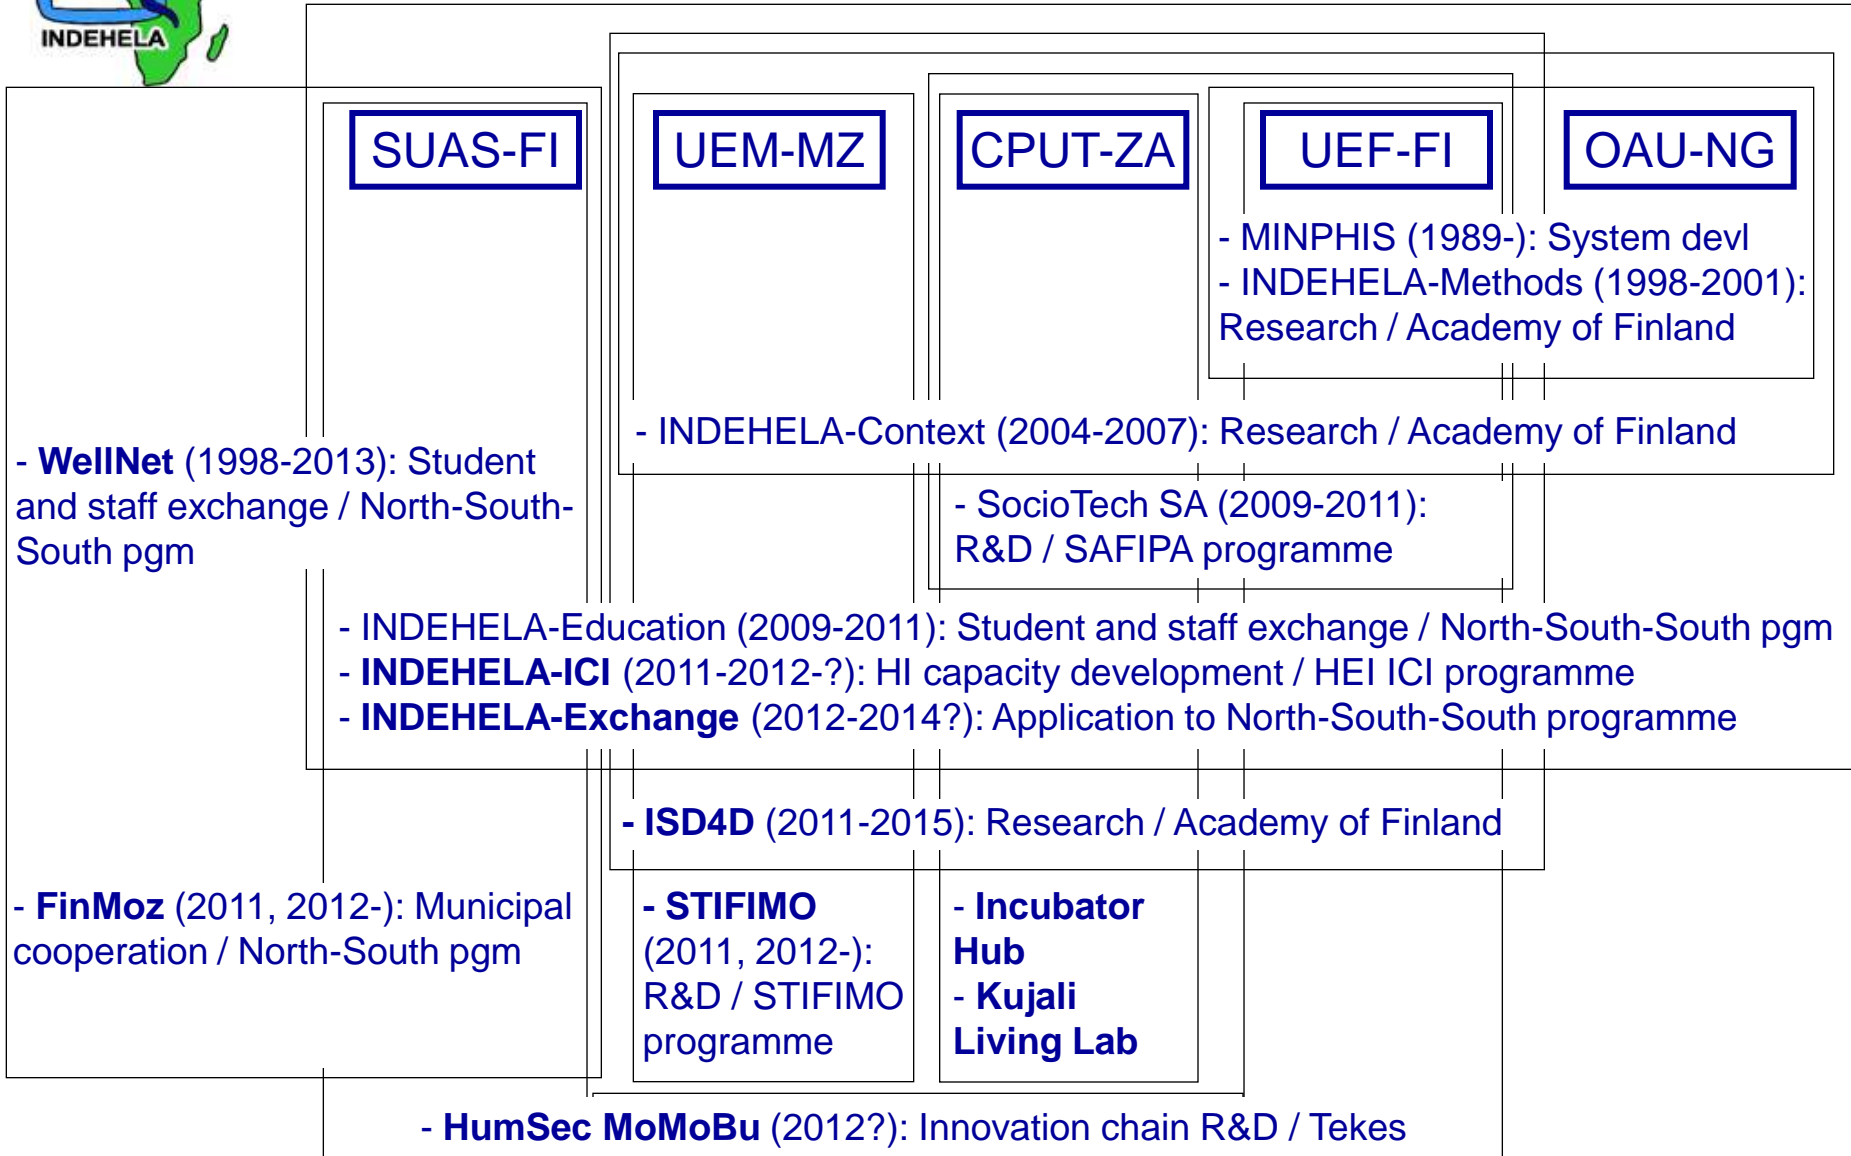 INDEHELA
SUAS-FI
UEM-MZ
CPUT-ZA
UEF-FI
OAU-NG
- MINPHIS (1989-): System devl
- INDEHELA-Methods (1998-2001):
Research / Academy of Finland
- INDEHELA-Context (2004-2007): Research / Academy of Finland
- WellNet (1998-2013): Student
and staff exchange / North-South-
South pgm
- SocioTech SA (2009-2011):
R&D / SAFIPA programme
- INDEHELA-Education (2009-2011): Student and staff exchange / North-South-South pgm
- INDEHELA-ICI (2011-2012-?): HI capacity development / HEI ICI programme
- INDEHELA-Exchange (2012-2014?): Application to North-South-South programme
- ISD4D (2011-2015): Research / Academy of Finland
- FinMoz (2011, 2012-): Municipal
cooperation / North-South pgm
- STIFIMO
(2011, 2012-):
R&D / STIFIMO
programme
- Incubator
Hub
- Kujali
Living Lab
- HumSec MoMoBu (2012?): Innovation chain R&D / Tekes